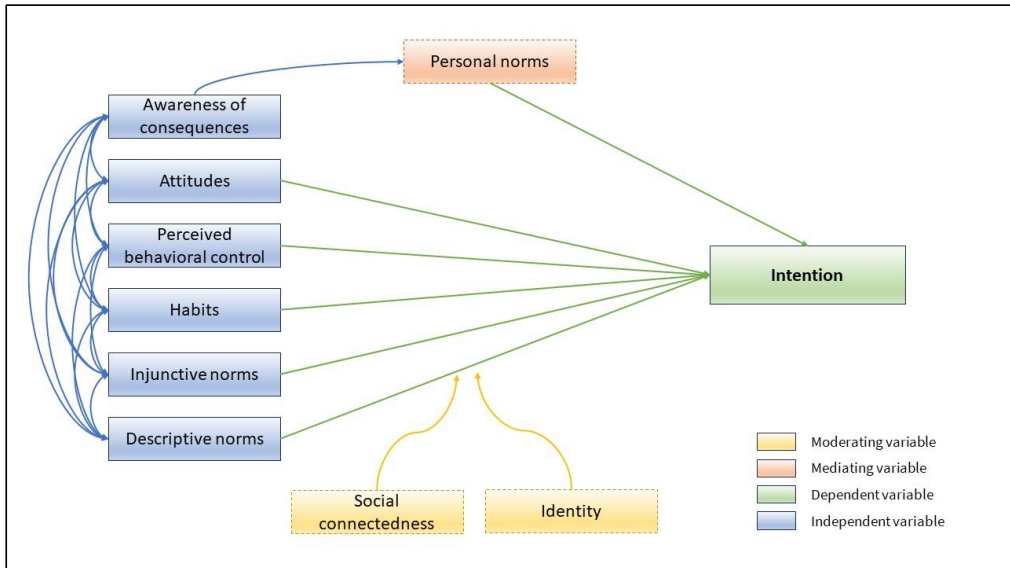 Personal norms
Awareness of
consequences
Attitudes
Perceived
behavioral control
Habits
Injunctive norms
Descriptive norms
Intention
Social
connectedness
Identity
Moderating variable
Mediating variable
Dependent variable
Independent variable